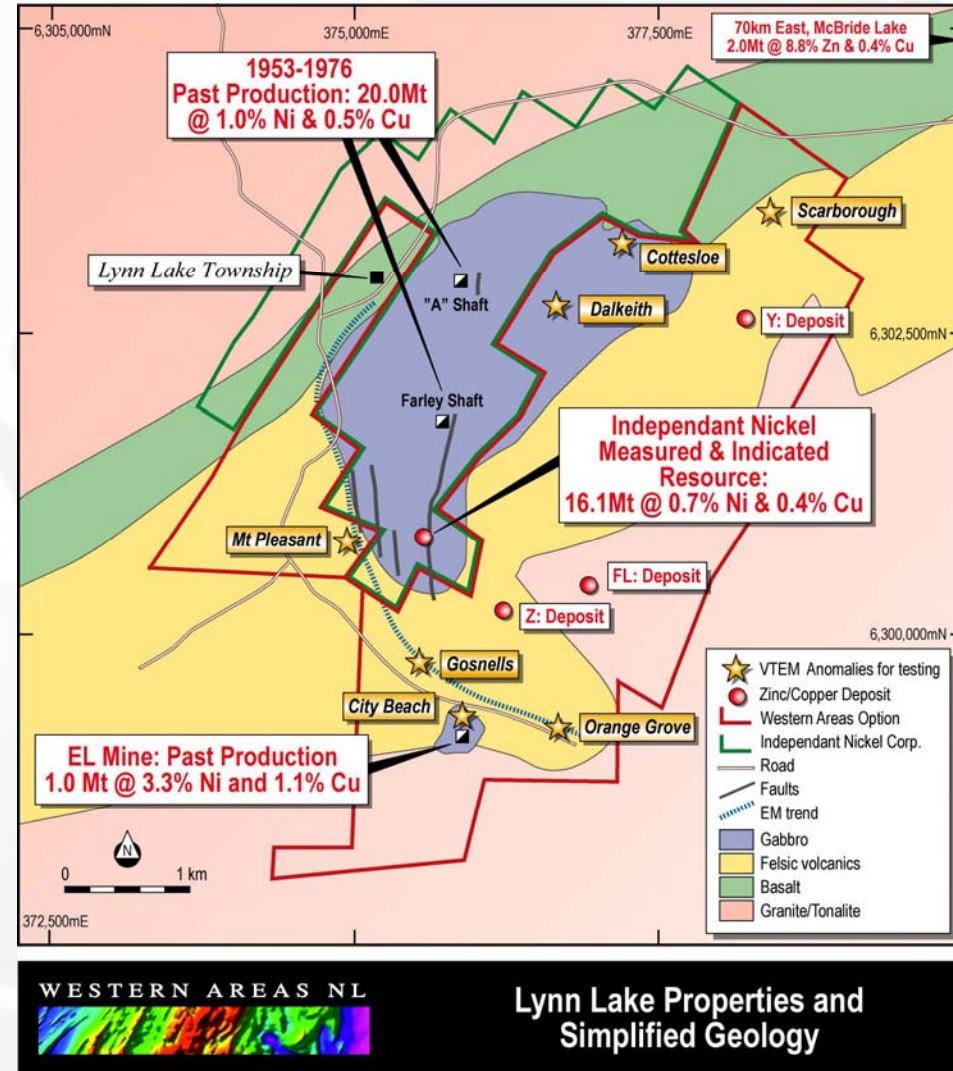 6,305,000mN
375,000mE
377,500mE
70km East, McBride Lake
2.0Mt @ 8.8% Zn & 0.4% Cu
1953-1976
Past Production: 20.0Mt
@ 1.0% Ni & 0.5% Cu
Scarborough
Cottesloe
Lynn Lake Township
"A" Shaft
Dalkeith
Y: Deposit
6,302,500mN
Farley Shaft
Independant Nickel
Measured & Indicated
Resource:
16.1Mt @ 0.7% Ni & 0.4% Cu
Mt Pleasant
FL: Deposit
Z: Deposit
6,300,000mN
Gosnells
City Beach
Orange Grove
EL Mine: Past Production
1.0 Mt @ 3.3% Ni and 1.1% Cu
N
0 1 km
372,500mE
VTEM Anomalies for testing
Zinc/Copper Deposit
Western Areas Option
Independant Nickel Corp.
Road
Faults
EM trend
Gabbro
Felsic volcanics
Basalt
Granite/Tonalite
WESTERN AREAS NL
Lynn Lake Properties and
Simplified Geology